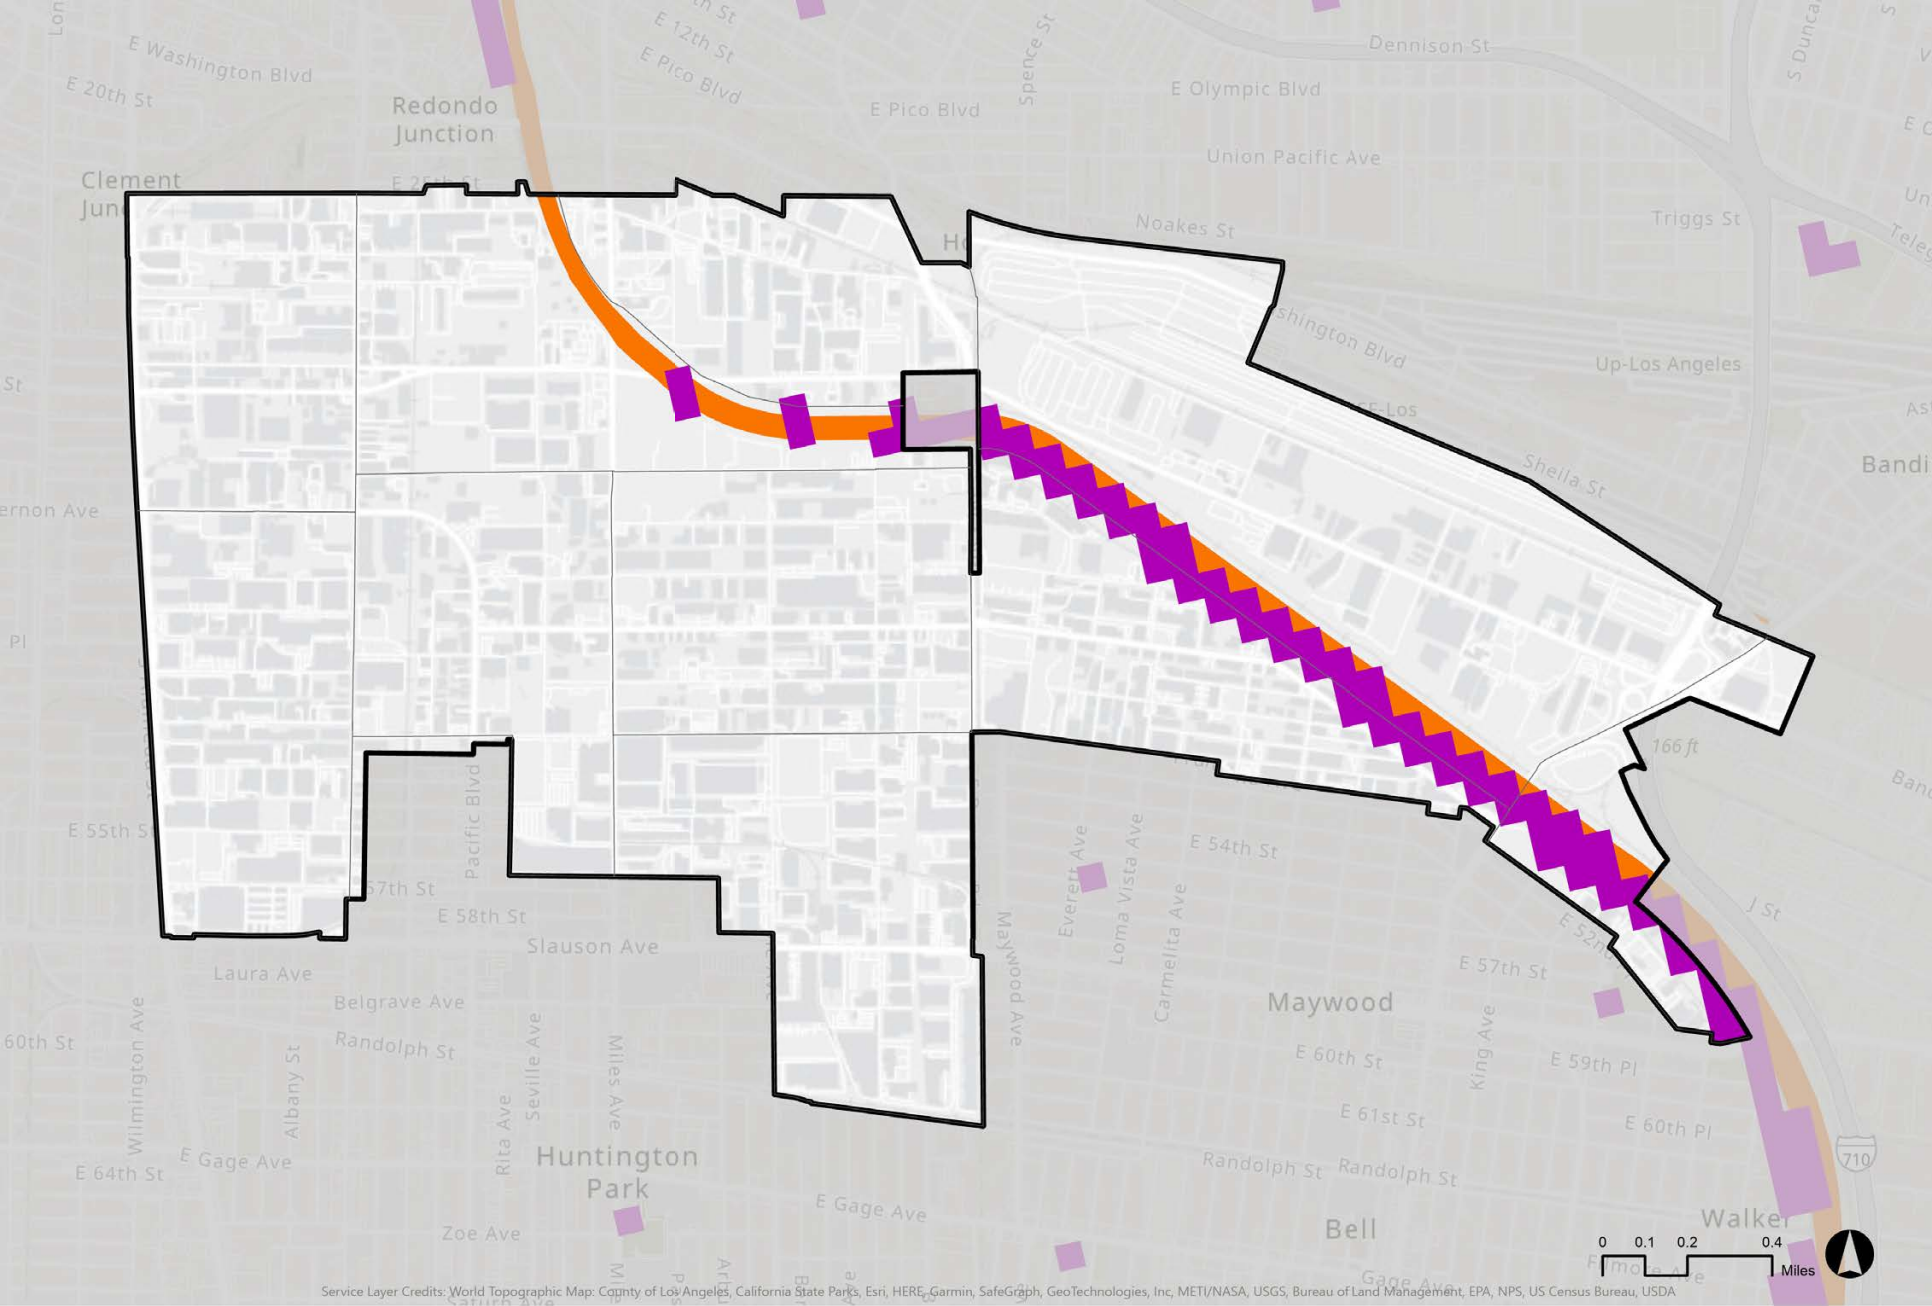 E Washington Blvd
E 20th St
Redondo
Junction
Clement
E 25th St
E 12th St
E Pico Blvd
Spence St
E Pico Blvd
Dennison St
E Olympic Blvd
Union Pacific Ave
Noakes St
Triggs St
Up-Los Angeles
Sheila St
St
Pl
E 55th St
Pacific Blvd
57th St
E 58th St
Slauson Ave
Laura Ave
Belgrave Ave
Randolph St
60th St
Wilmington Ave
Albany St
Seville Ave
Rita Ave
Miles Ave
E 64th St
E Gage Ave
Huntington
Park
Zoe Ave
E Gage Ave
Everett Ave
Loma Vista Ave
Carmelita Ave
Maywood Ave
E 54th St
166 ft
J St
E 57th St
Maywood
King Ave
E 60th St
E 59th Pl
E 61st St
E 60th Pl
Randolph St
Randolph St
710
Bell
Walker
Gage Ave
0 0.1 0.2 0.4
Miles
Service Layer Credits: World Topographic Map: County of Los Angeles, California State Parks, Esri, HERE, Garmin, SafeGraph, GeoTechnologies, Inc, METI/NASA, USGS, Bureau of Land Management, EPA, NPS, US Census Bureau, USDA